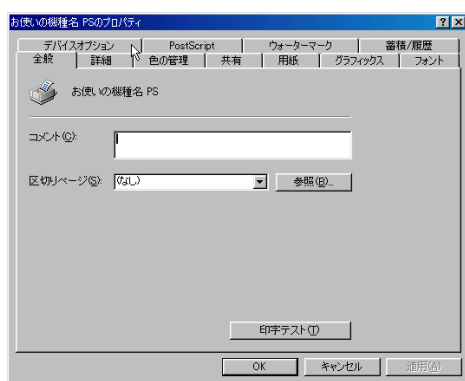 お使いの機種名 PSのプロパティ
デバイスオプション PostScript ウォーターマーク 蓄積/履歴
全般 詳細 色の管理 共有 用紙 グラフィックス フォント
お使いの機種名 PS
コメント(C):
区切りページ(S): (なし) 参照(B)...
印字テスト(T)
OK キャンセル 適用(A)